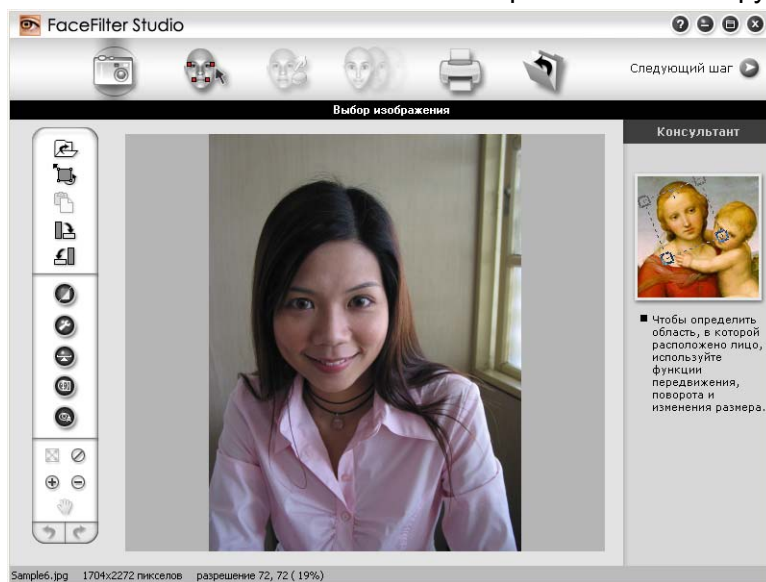 FaceFilter Studio
Следующий шаг
Выбор изображения
Консультант
Чтобы определить
область, в которой
расположено лицо,
используйте
функции
передвижения,
поворота и
изменения размера.
Sample6.jpg 1704x2272 пикселов разрешение 72, 72 ( 19%)